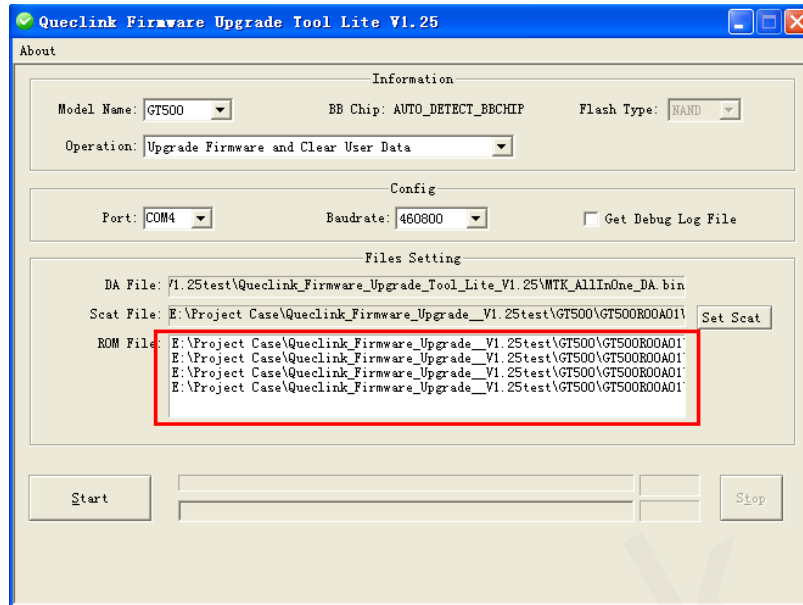 Queclink Firmware Upgrade Tool Lite V1.25
About
Information
Model Name: GT500 BB Chip: AUTO_DETECT_BBCHIP Flash Type: NAND
Operation: Upgrade Firmware and Clear User Data
Config
Port: COM4 Baudrate: 460800 Get Debug Log File
Files Setting
DA File: V1.25test\Queclink_Firmware_Upgrade_Tool_Lite_V1.25\MTK_AllInOne_DA.bin
Scat File: E:\Project Case\Queclink_Firmware_Upgrade__V1.25test\GT500\GT500R00A01\ Set Scat
ROM File: E:\Project Case\Queclink_Firmware_Upgrade__V1.25test\GT500\GT500R00A01
E:\Project Case\Queclink_Firmware_Upgrade__V1.25test\GT500\GT500R00A01
E:\Project Case\Queclink_Firmware_Upgrade__V1.25test\GT500\GT500R00A01
E:\Project Case\Queclink_Firmware_Upgrade__V1.25test\GT500\GT500R00A01
Start Stop